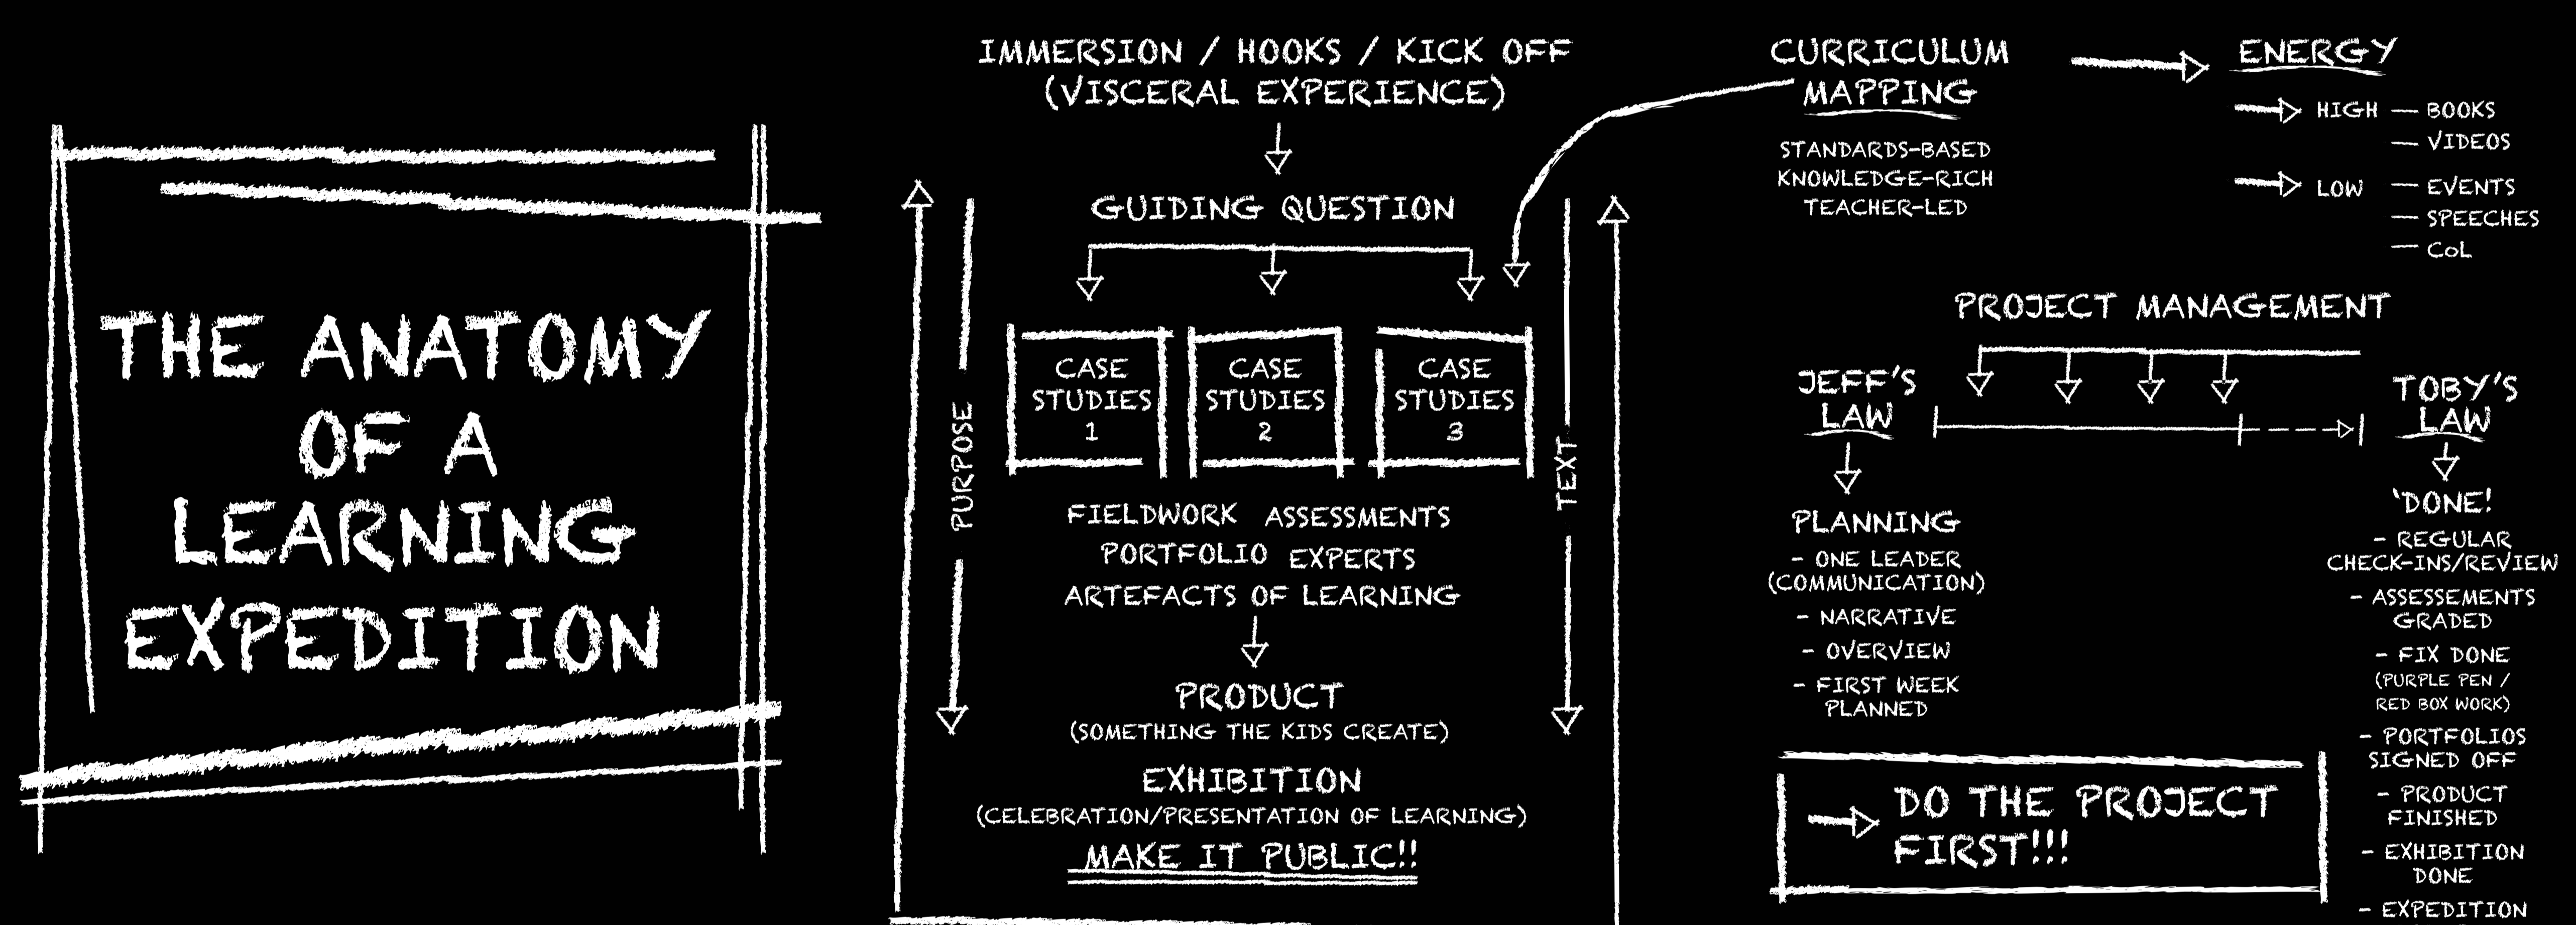 THE ANATOMY
OF A
LEARNING
EXPEDITION
IMMERSION / HOOKS / KICK OFF
(VISCERAL EXPERIENCE)
GUIDING QUESTION
PURPOSE
CASE
STUDIES
1
CASE
STUDIES
2
CASE
STUDIES
3
TEXT
FIELDWORK ASSESSMENTS
PORTFOLIO EXPERTS
ARTEFACTS OF LEARNING
PRODUCT
(SOMETHING THE KIDS CREATE)
EXHIBITION
(CELEBRATION/PRESENTATION OF LEARNING)
MAKE IT PUBLIC!!
CURRICULUM
MAPPING
STANDARDS-BASED
KNOWLEDGE-RICH
TEACHER-LED
ENERGY
HIGH — BOOKS
— VIDEOS
LOW — EVENTS
— SPEECHES
— CoL
PROJECT MANAGEMENT
JEFF'S
LAW
PLANNING
- ONE LEADER
(COMMUNICATION)
- NARRATIVE
- OVERVIEW
- FIRST WEEK
PLANNED
TOBY'S
LAW
'DONE!
- REGULAR
CHECK-INS/REVIEW
- ASSESSEMENTS
GRADED
- FIX DONE
(PURPLE PEN /
RED BOX WORK)
- PORTFOLIOS
SIGNED OFF
- PRODUCT
FINISHED
- EXHIBITION
DONE
- EXPEDITION
DO THE PROJECT
FIRST!!!